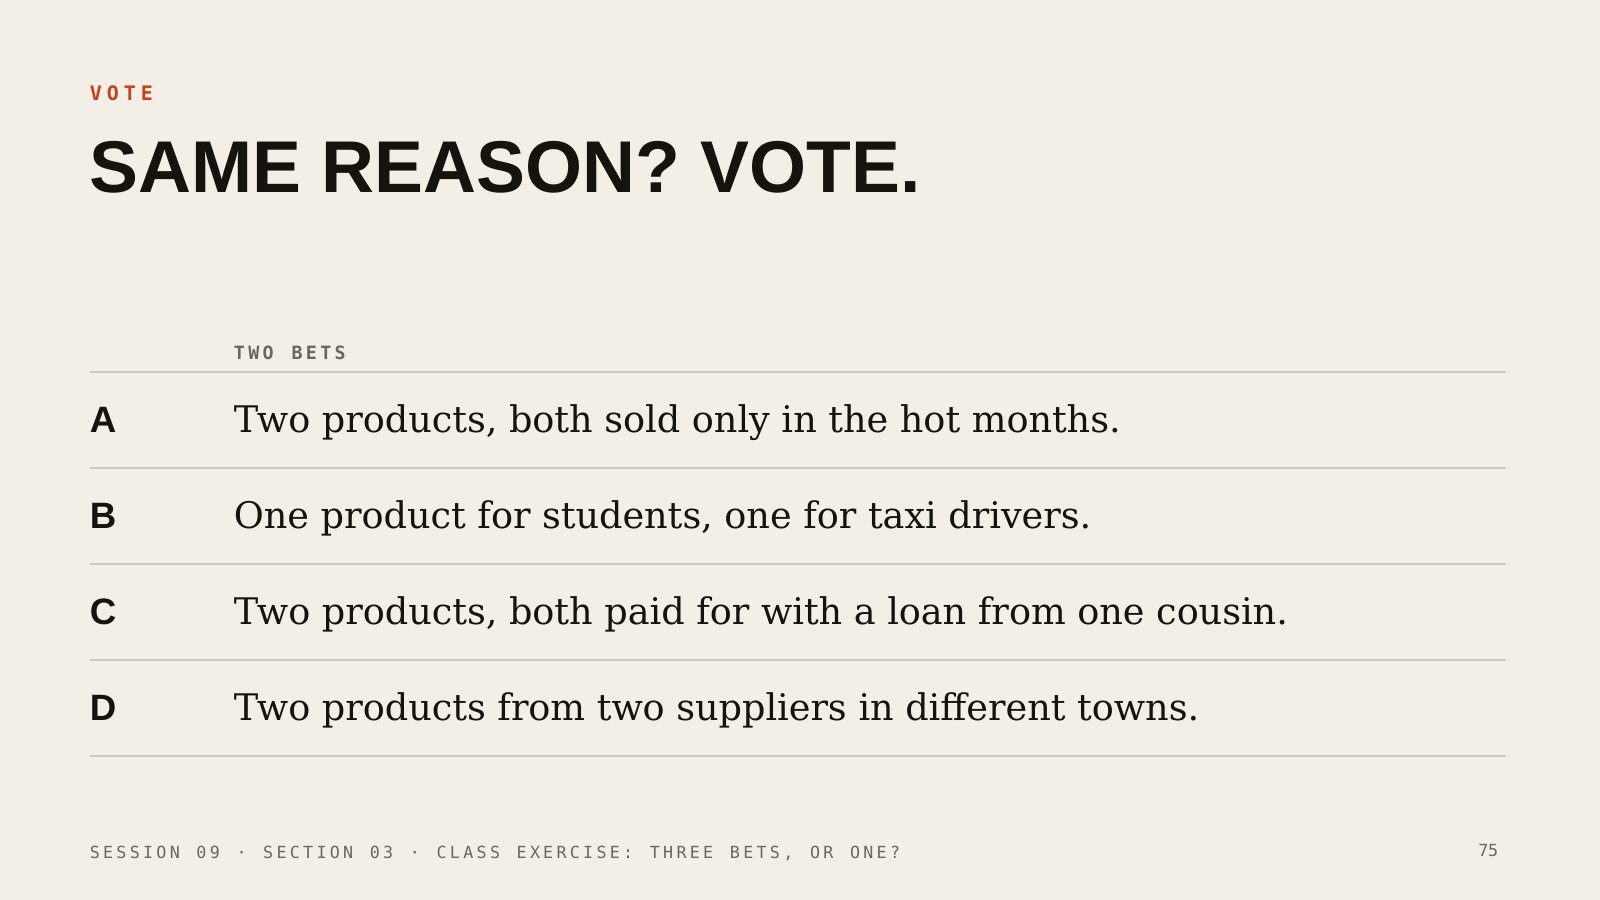 VOTE
SAME REASON? VOTE.
TWO BETS
A Two products, both sold only in the hot months.
B One product for students, one for taxi drivers.
C Two products, both paid for with a loan from one cousin.
D Two products from two suppliers in different towns.
SESSION 09 · SECTION 03 · CLASS EXERCISE: THREE BETS, OR ONE? 75